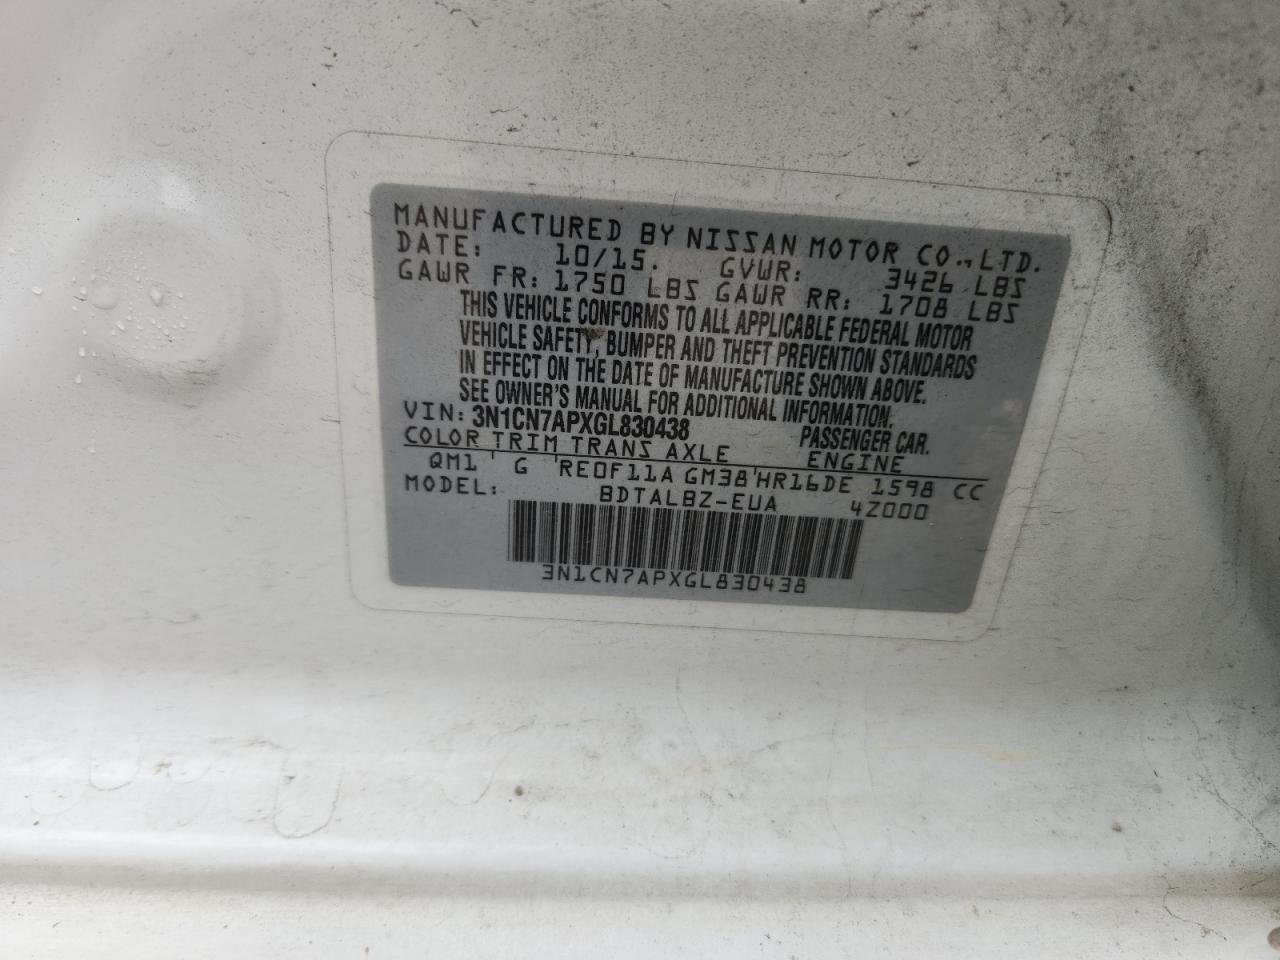 MANUFACTURED BY NISSAN MOTOR CO., LTD.
DATE: 10/15. GVWR: 3426 LBS
GAWR FR: 1750 LBS GAWR RR: 1708 LBS
THIS VEHICLE CONFORMS TO ALL APPLICABLE FEDERAL MOTOR
VEHICLE SAFETY, BUMPER AND THEFT PREVENTION STANDARDS
IN EFFECT ON THE DATE OF MANUFACTURE SHOWN ABOVE.
SEE OWNER'S MANUAL FOR ADDITIONAL INFORMATION.
VIN: 3N1CN7APXGL830438 PASSENGER CAR.
COLOR TRIM TRANS AXLE ENGINE
QM1 G RE0F11A GM38 HR16DE 1598 CC
MODEL: BDTALBZ-EUA 4Z000
3N1CN7APXGL830438